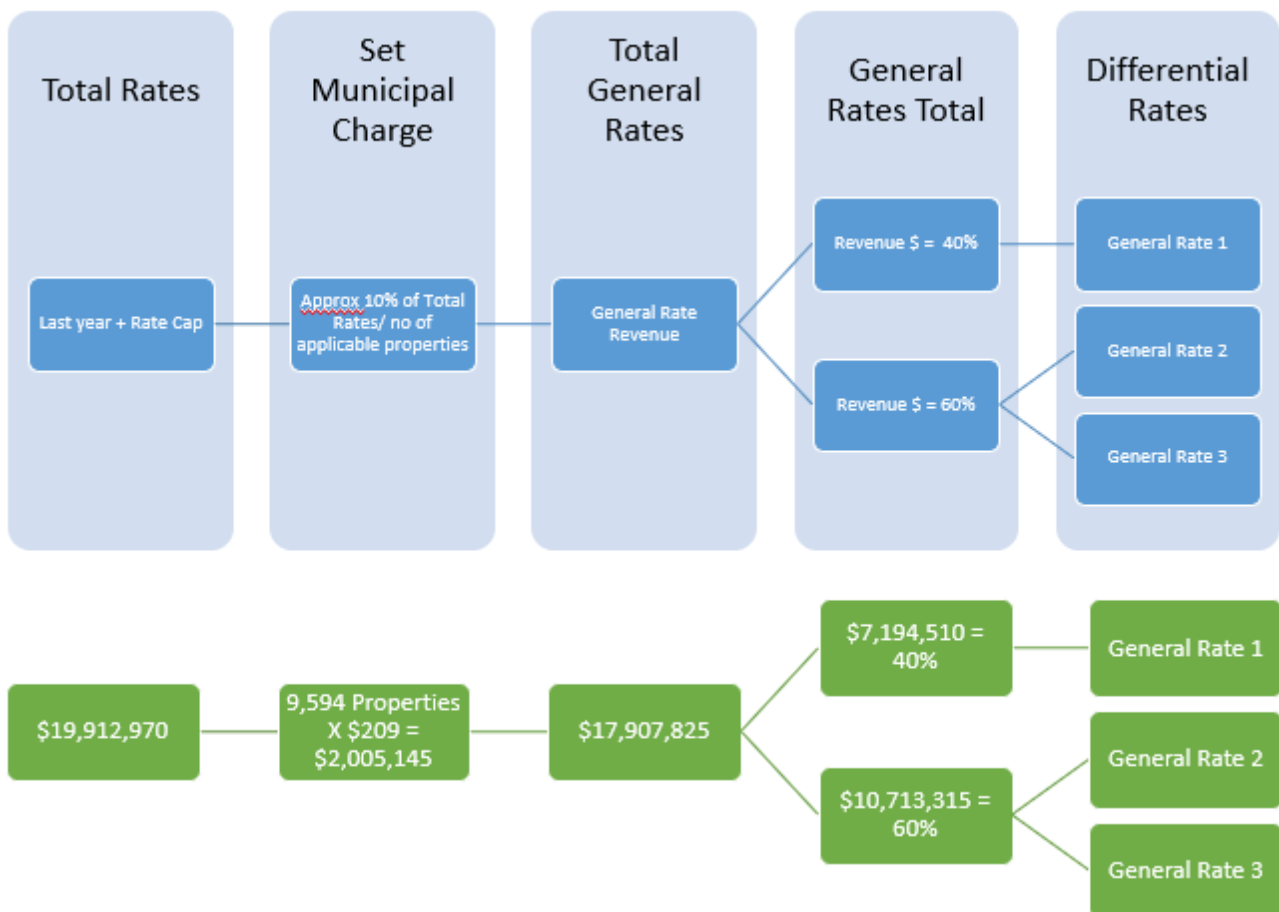 Total Rates
Set
Municipal
Charge
Total
General
Rates
General
Rates Total
Differential
Rates
Last year + Rate Cap
Approx 10% of Total
Rates/ no of
applicable properties
General Rate
Revenue
Revenue $ = 40%
Revenue $ = 60%
General Rate 1
General Rate 2
General Rate 3
$19,912,970
9,594 Properties
X $209 =
$2,005,145
$17,907,825
$7,194,510 =
40%
$10,713,315 =
60%
General Rate 1
General Rate 2
General Rate 3